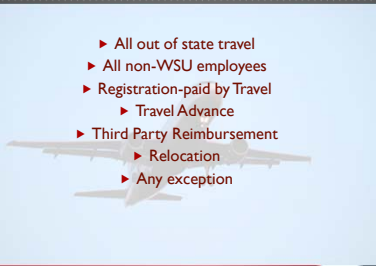 ▶ All out of state travel
▶ All non-WSU employees
▶ Registration-paid by Travel
▶ Travel Advance
▶ Third Party Reimbursement
▶ Relocation
▶ Any exception